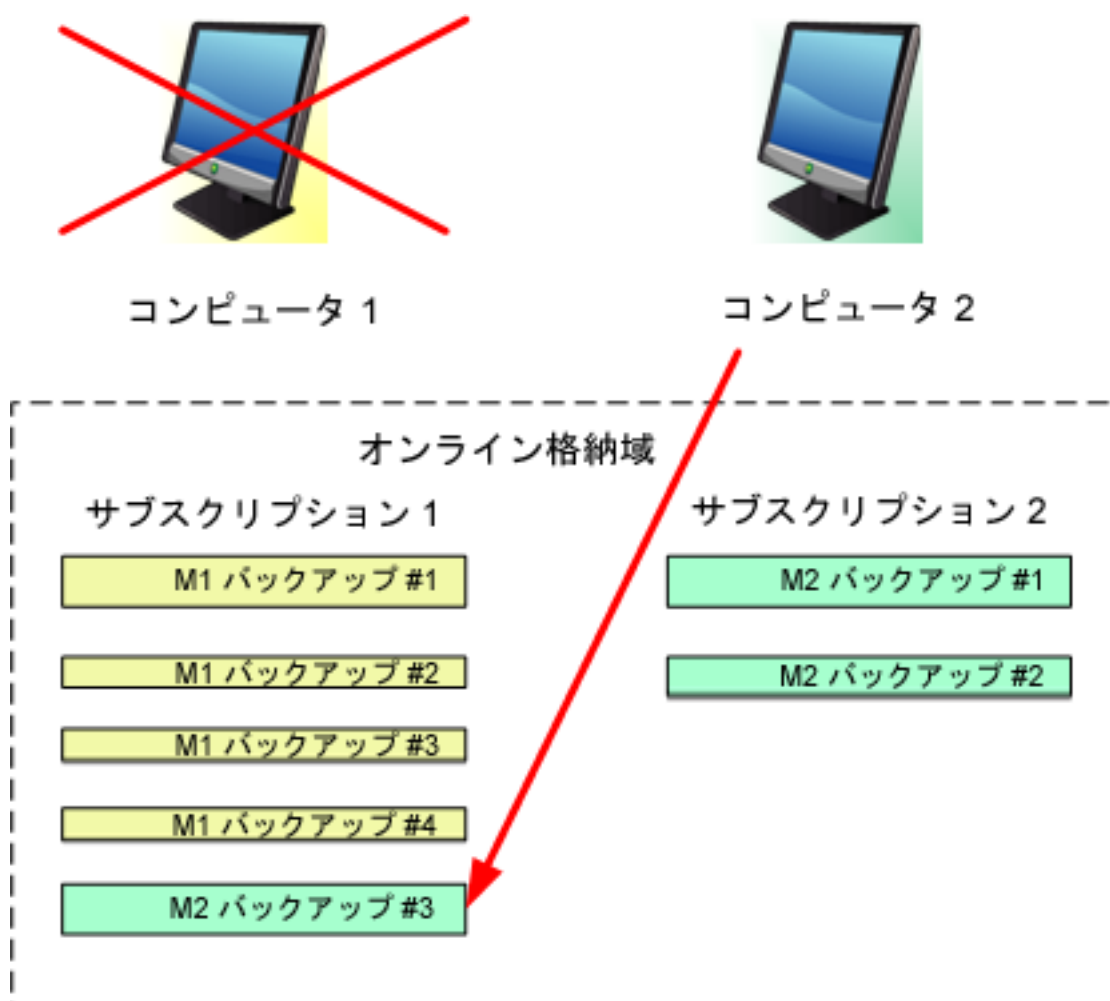 コンピュータ 1
コンピュータ 2
オンライン格納域
サブスクリプション 1
サブスクリプション 2
M1 バックアップ #1
M2 バックアップ #1
M1 バックアップ #2
M2 バックアップ #2
M1 バックアップ #3
M1 バックアップ #4
M2 バックアップ #3